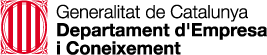 Generalitat de Catalunya
Departament d'Empresa
i Coneixement